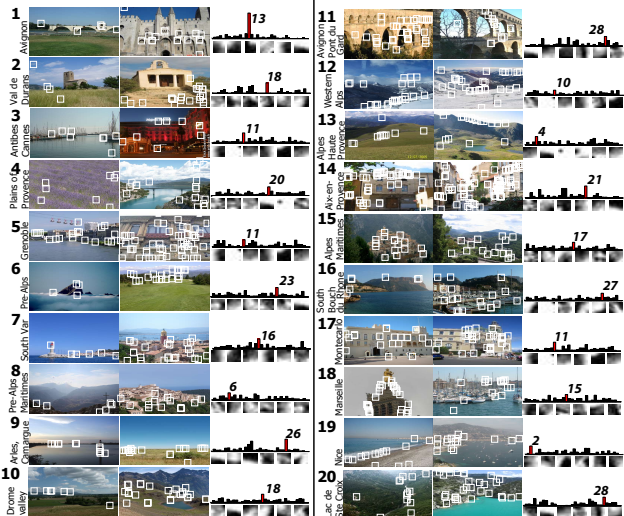 1
Avignon
13
2
Val de
Durans
18
3
Antibes
Cannes
11
4
Plains of
Provence
20
5
Grenoble
11
6
Pre-Alps
23
7
South Var
16
8
Pre-Alps
Maritimes
6
9
Arles,
Camargue
26
10
Drome
valley
18
11
Avignon
Pont du
Gard
28
12
Western
Alps
10
13
Alpes
Haute
Provence
4
14
Aix-en-
Provence
21
15
Alpes
Maritimes
17
16
South
Bouch
du Rhone
27
17
Montecarlo
11
18
Marseille
15
19
Nice
2
20
Lac de
Ste Croix
28